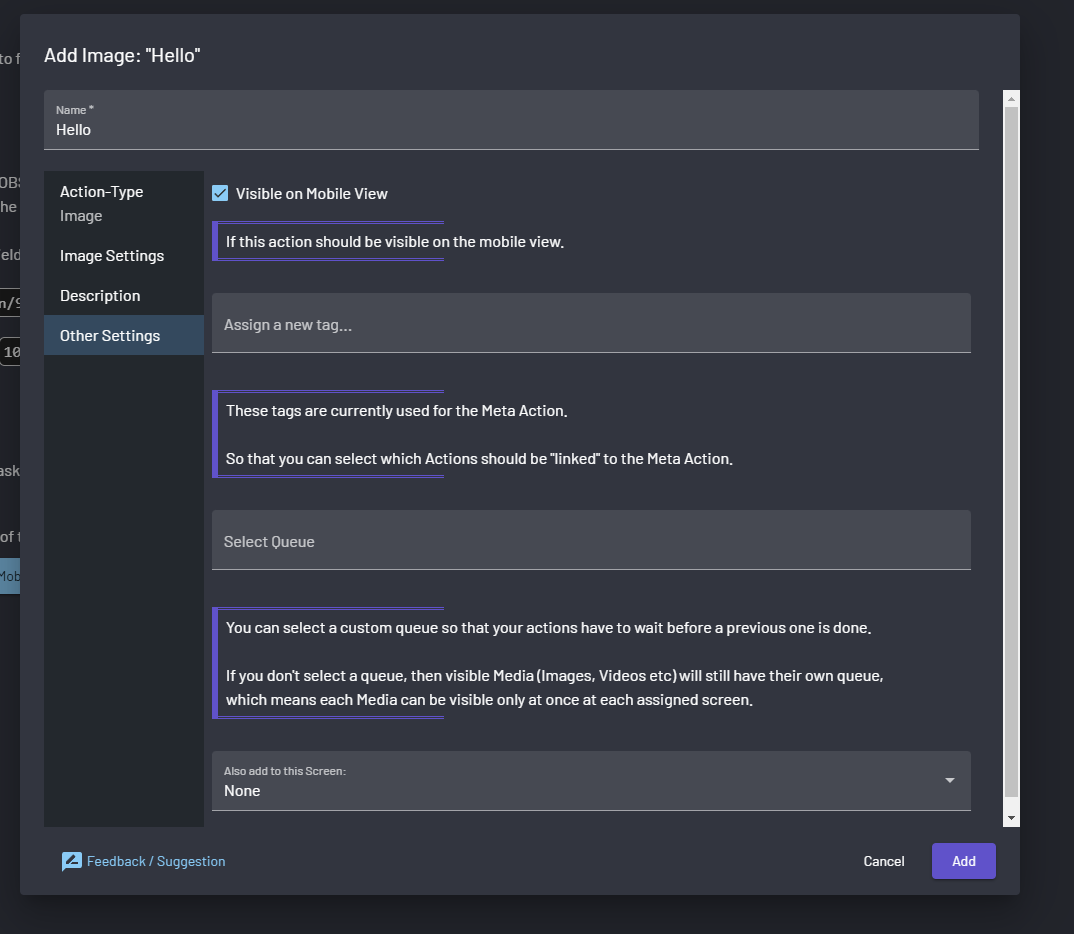 Add Image: "Hello"
Name *
Hello
Action-Type
Image
Image Settings
Description
Other Settings
Visible on Mobile View
If this action should be visible on the mobile view.
Assign a new tag...
These tags are currently used for the Meta Action.
So that you can select which Actions should be "linked" to the Meta Action.
Select Queue
You can select a custom queue so that your actions have to wait before a previous one is done.
If you don't select a queue, then visible Media (Images, Videos etc) will still have their own queue,
which means each Media can be visible only at once at each assigned screen.
Also add to this Screen:
None
Feedback / Suggestion
Cancel
Add